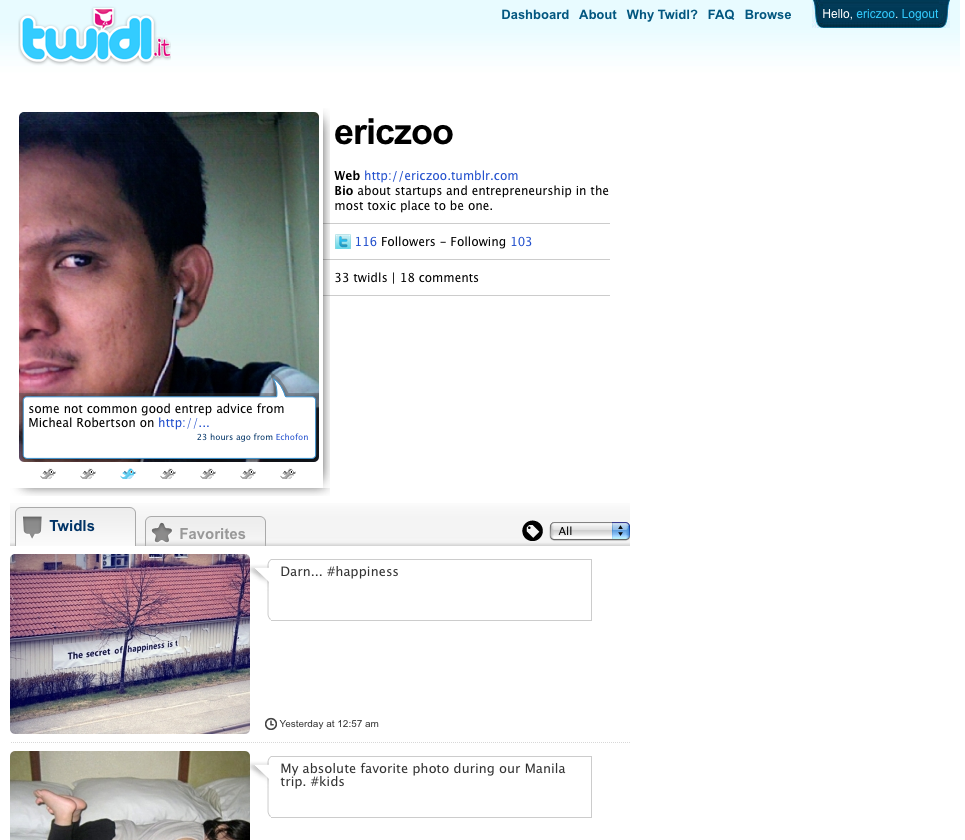 twidl.it
Dashboard About Why Twidl? FAQ Browse
Hello, ericzoo. Logout
ericzoo
Web http://ericzoo.tumblr.com
Bio about startups and entrepreneurship in the
most toxic place to be one.
116 Followers – Following 103
33 twidls | 18 comments
some not common good entrep advice from
Micheal Robertson on http://...
23 hours ago from Echofon
Twidls
Favorites
All
The secret of happiness is t
Darn... #happiness
Yesterday at 12:57 am
My absolute favorite photo during our Manila
trip. #kids